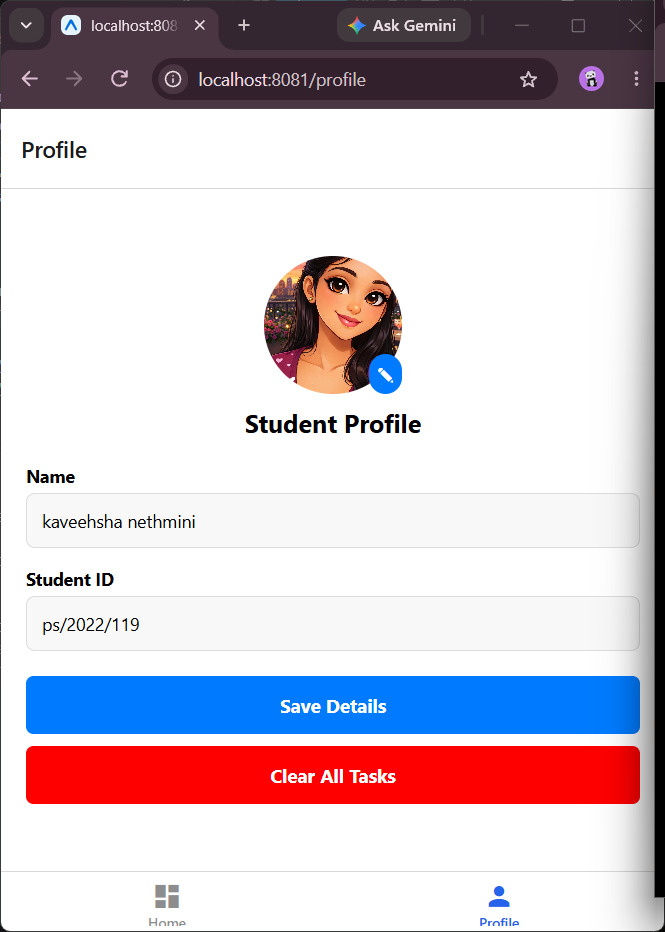 localhost:808
Ask Gemini
localhost:8081/profile
Profile
Student Profile
Name
kaveehsha nethmini
Student ID
ps/2022/119
Save Details
Clear All Tasks
Home
Profile